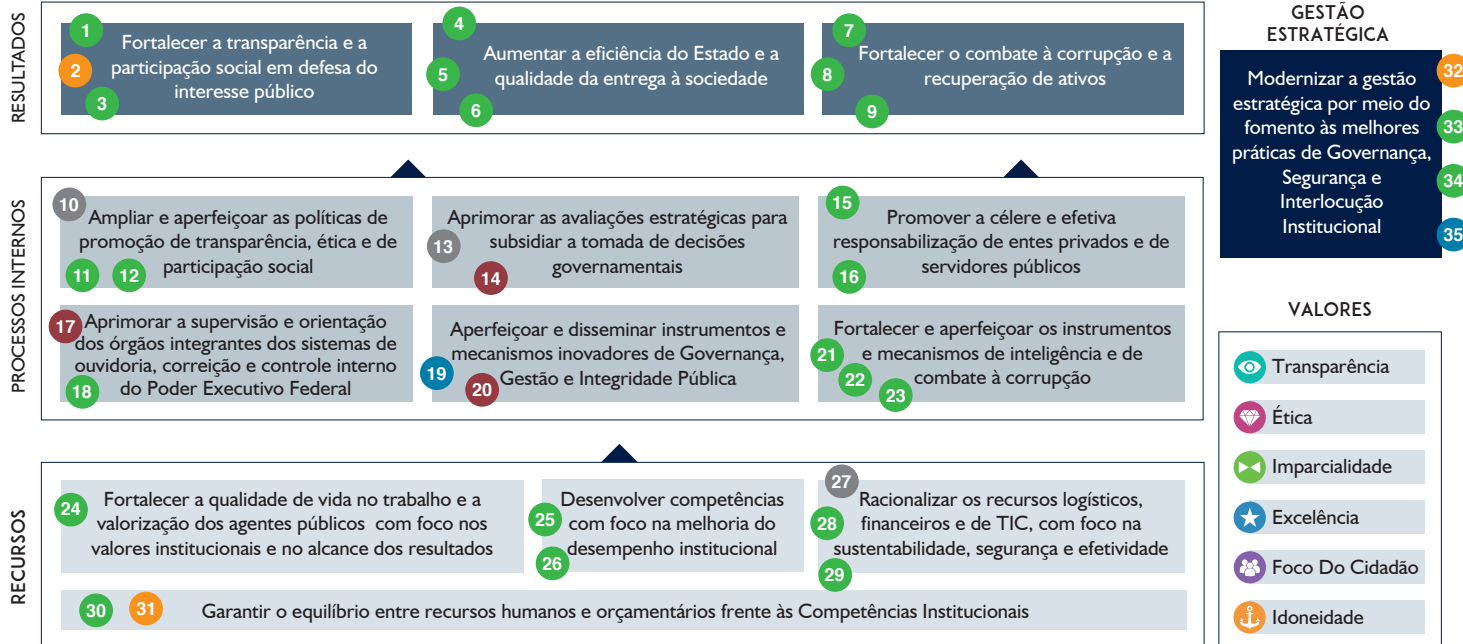 RESULTADOS
1
2
3
Fortalecer a transparência e a
participação social em defesa do
interesse público
4
5
6
Aumentar a eficiência do Estado e a
qualidade da entrega à sociedade
7
8
9
Fortalecer o combate à corrupção e a
recuperação de ativos
GESTÃO
ESTRATÉGICA
Modernizar a gestão
estratégica por meio do
fomento às melhores
práticas de Governança,
Segurança e
Interlocução
Institucional
32
33
34
35
PROCESSOS INTERNOS
10
Ampliar e aperfeiçoar as políticas de
promoção de transparência, ética e de
participação social
11
12
Aprimorar as avaliações estratégicas para
subsidiar a tomada de decisões
governamentais
13
14
15
Promover a célere e efetiva
responsabilização de entes privados e de
servidores públicos
16
17
Aprimorar a supervisão e orientação
dos órgãos integrantes dos sistemas de
ouvidoria, correição e controle interno
do Poder Executivo Federal
18
Aperfeiçoar e disseminar instrumentos e
mecanismos inovadores de Governança,
Gestão e Integridade Pública
19
20
Fortalecer e aperfeiçoar os instrumentos
e mecanismos de inteligência e de
combate à corrupção
21
22
23
VALORES
Transparência
Ética
Imparcialidade
Excelência
Foco Do Cidadão
Idoneidade
RECURSOS
24
Fortalecer a qualidade de vida no trabalho e a
valorização dos agentes públicos com foco nos
valores institucionais e no alcance dos resultados
Desenvolver competências
com foco na melhoria do
desempenho institucional
25
26
27
Racionalizar os recursos logísticos,
financeiros e de TIC, com foco na
sustentabilidade, segurança e efetividade
28
29
30
31
Garantir o equilíbrio entre recursos humanos e orçamentários frente às Competências Institucionais